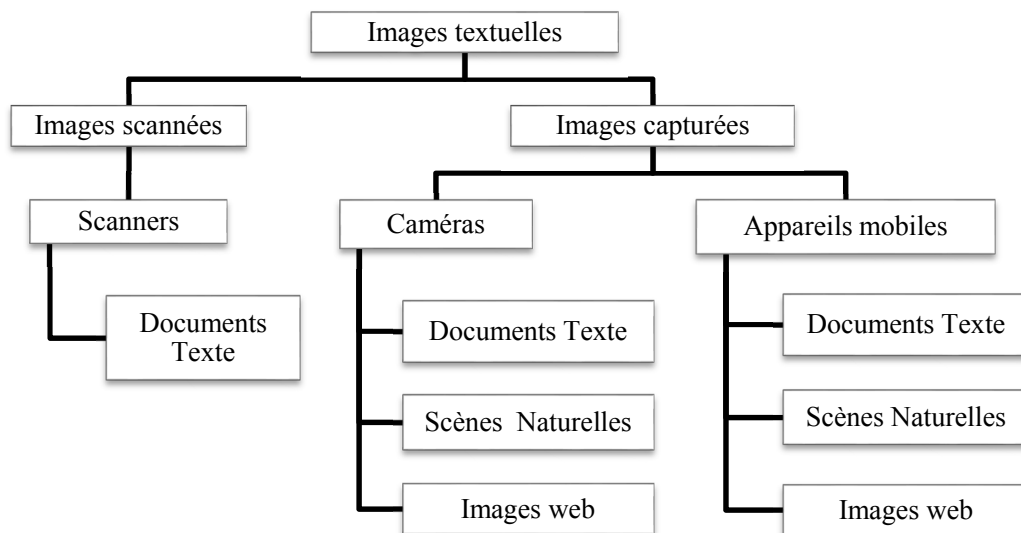 Images textuelles
Images scannées
Images capturées
Scanners
Caméras
Appareils mobiles
Documents
Texte
Documents Texte
Documents Texte
Scènes Naturelles
Scènes Naturelles
Images web
Images web